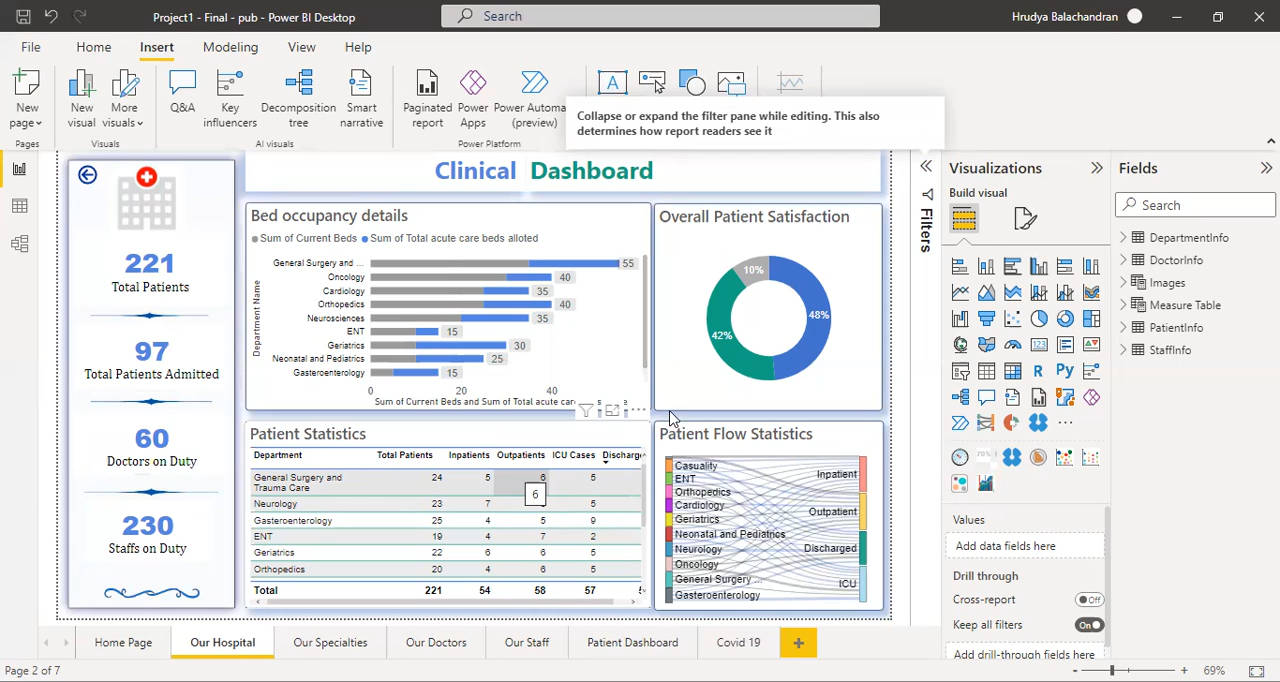 Project1 - Final - pub - Power BI Desktop
Search
Hrudya Balachandran
File
Home
Insert
Modeling
View
Help
New page
New visual
More visuals
Q&A
Key influencers
Decomposition tree
Smart narrative
Paginated report
Power Apps
Power Automa
(preview)
A
Pages
Visuals
AI visuals
Power Platform
Collapse or expand the filter pane while editing. This also
determines how report readers see it
Clinical Dashboard
221
Total Patients
97
Total Patients Admitted
60
Doctors on Duty
230
Staffs on Duty
Bed occupancy details
Sum of Current Beds
Sum of Total acute care beds alloted
Department Name
General Surgery and ... 55
Oncology 40
Cardiology 35
Orthopedics 40
Neurosciences 35
ENT 15
Geriatrics 30
Neonatal and Pediatrics 25
Gasteroenterology 15
0 20 40
Sum of Current Beds and Sum of Total acute car
Overall Patient Satisfaction
10%
48%
42%
Patient Statistics
Department Total Patients Inpatients Outpatients ICU Cases Discharg
General Surgery and
Trauma Care 24 5 6 5
6
Neurology 23 7 5
Gasteroenterology 25 4 5 9
ENT 19 4 7 2
Geriatrics 22 6 6 5
Orthopedics 20 4 6 5
Total 221 54 58 57
Patient Flow Statistics
Casuality
ENT
Orthopedics
Cardiology
Geriatrics
Neonatal and Pediatrics
Neurology
Oncology
General Surgery ...
Gasteroenterology
Inpatient
Outpatient
Discharged
ICU
Filters
Visualizations
Build visual
123
R
Py
...
Values
Add data fields here
Drill through
Cross-report
Off
Keep all filters
On
Add drill-through fields here
Fields
Search
DepartmentInfo
DoctorInfo
Images
Measure Table
PatientInfo
StaffInfo
Home Page
Our Hospital
Our Specialties
Our Doctors
Our Staff
Patient Dashboard
Covid 19
+
Page 2 of 7
- + 69%